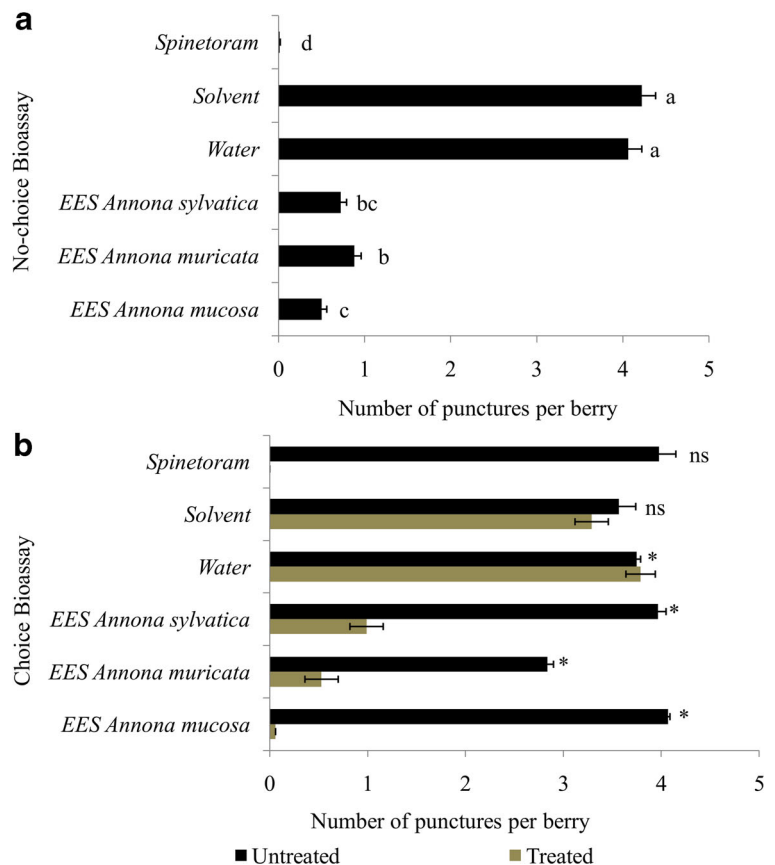 a
No-choice Bioassay
Spinetoram d
Solvent a
Water a
EES Annona sylvatica bc
EES Annona muricata b
EES Annona mucosa c
0 1 2 3 4 5
Number of punctures per berry
b
Choice Bioassay
Spinetoram ns
Solvent ns
Water *
EES Annona sylvatica *
EES Annona muricata *
EES Annona mucosa *
0 1 2 3 4 5
Number of punctures per berry
Untreated Treated